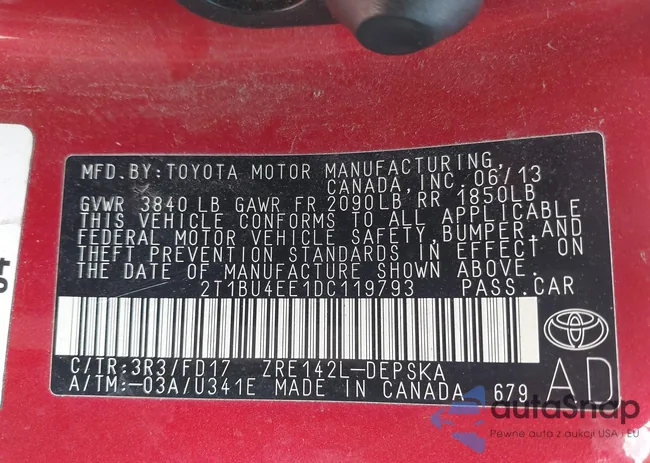 MFD. BY: TOYOTA MOTOR MANUFACTURING,
CANADA, INC. 06/13
GVWR 3840 LB GAWR FR 2090LB RR 1850LB
THIS VEHICLE CONFORMS TO ALL APPLICABLE
FEDERAL MOTOR VEHICLE SAFETY, BUMPER, AND
THEFT PREVENTION STANDARDS IN EFFECT ON
THE DATE OF MANUFACTURE SHOWN ABOVE.
2T1BU4EE1DC119793 PASS. CAR
C/TR:3R3/FD17 ZRE142L-DEPSKA
A/TM:-03A/U341E MADE IN CANADA 679
AD
autaSnap
Pewne auta z aukcji USA i EU